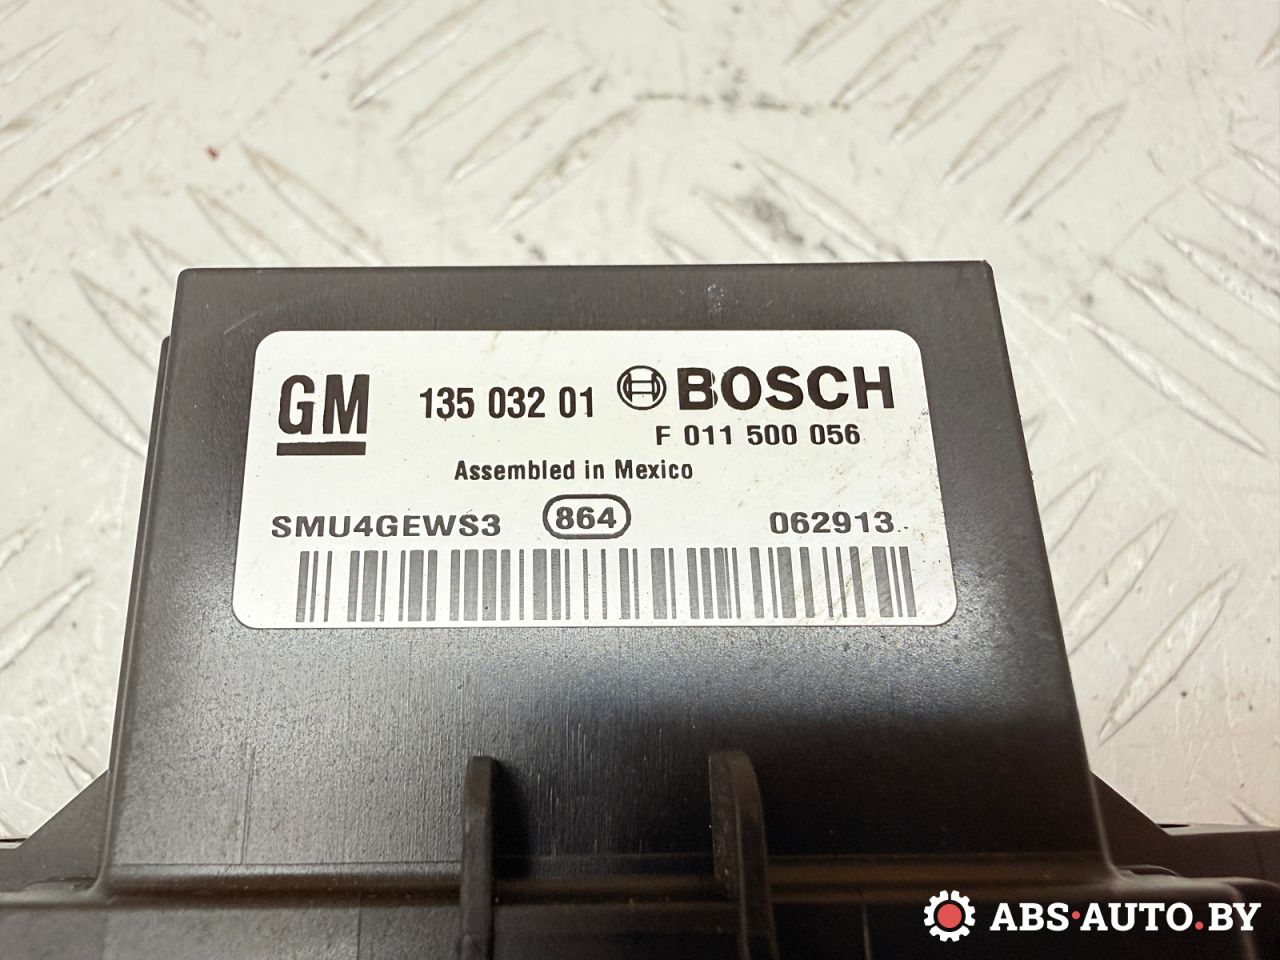 GM 135 032 01 BOSCH
F 011 500 056
Assembled in Mexico
SMU4GEWS3 864 062913
ABS·AUTO.BY